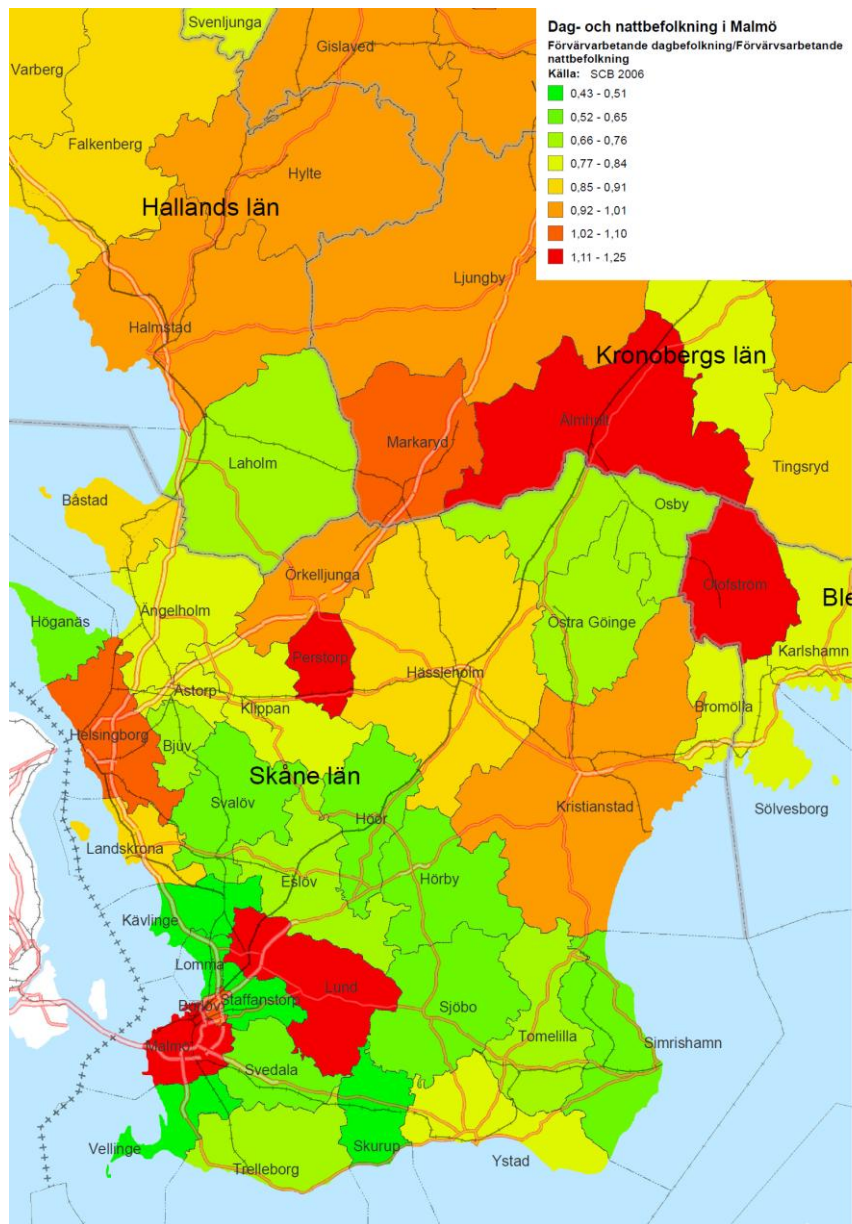 Dag- och nattbefolkning i Malmö
Förvärvarbetande dagbefolkning/Förvärvsarbetande
nattbefolkning
Källa: SCB 2006
0,43 - 0,51
0,52 - 0,65
0,66 - 0,76
0,77 - 0,84
0,85 - 0,91
0,92 - 1,01
1,02 - 1,10
1,11 - 1,25
Svenljunga
Gislaved
Varberg
Falkenberg
Hylte
Hallands län
Ljungby
Halmstad
Kronobergs län
Älmhult
Markaryd
Laholm
Tingsryd
Båstad
Osby
Örkelljunga
Olofström
Ble
Höganäs
Ängelholm
Östra Göinge
Karlshamn
Perstorp
Hässleholm
Åstorp
Klippan
Bromölla
Helsingborg
Bjuv
Skåne län
Svalöv
Kristianstad
Sölvesborg
Höör
Landskrona
Hörby
Eslöv
Kävlinge
Lomma
Lund
Staffanstorp
Burlöv
Sjöbo
Tomelilla
Simrishamn
Malmö
Svedala
Vellinge
Skurup
Ystad
Trelleborg